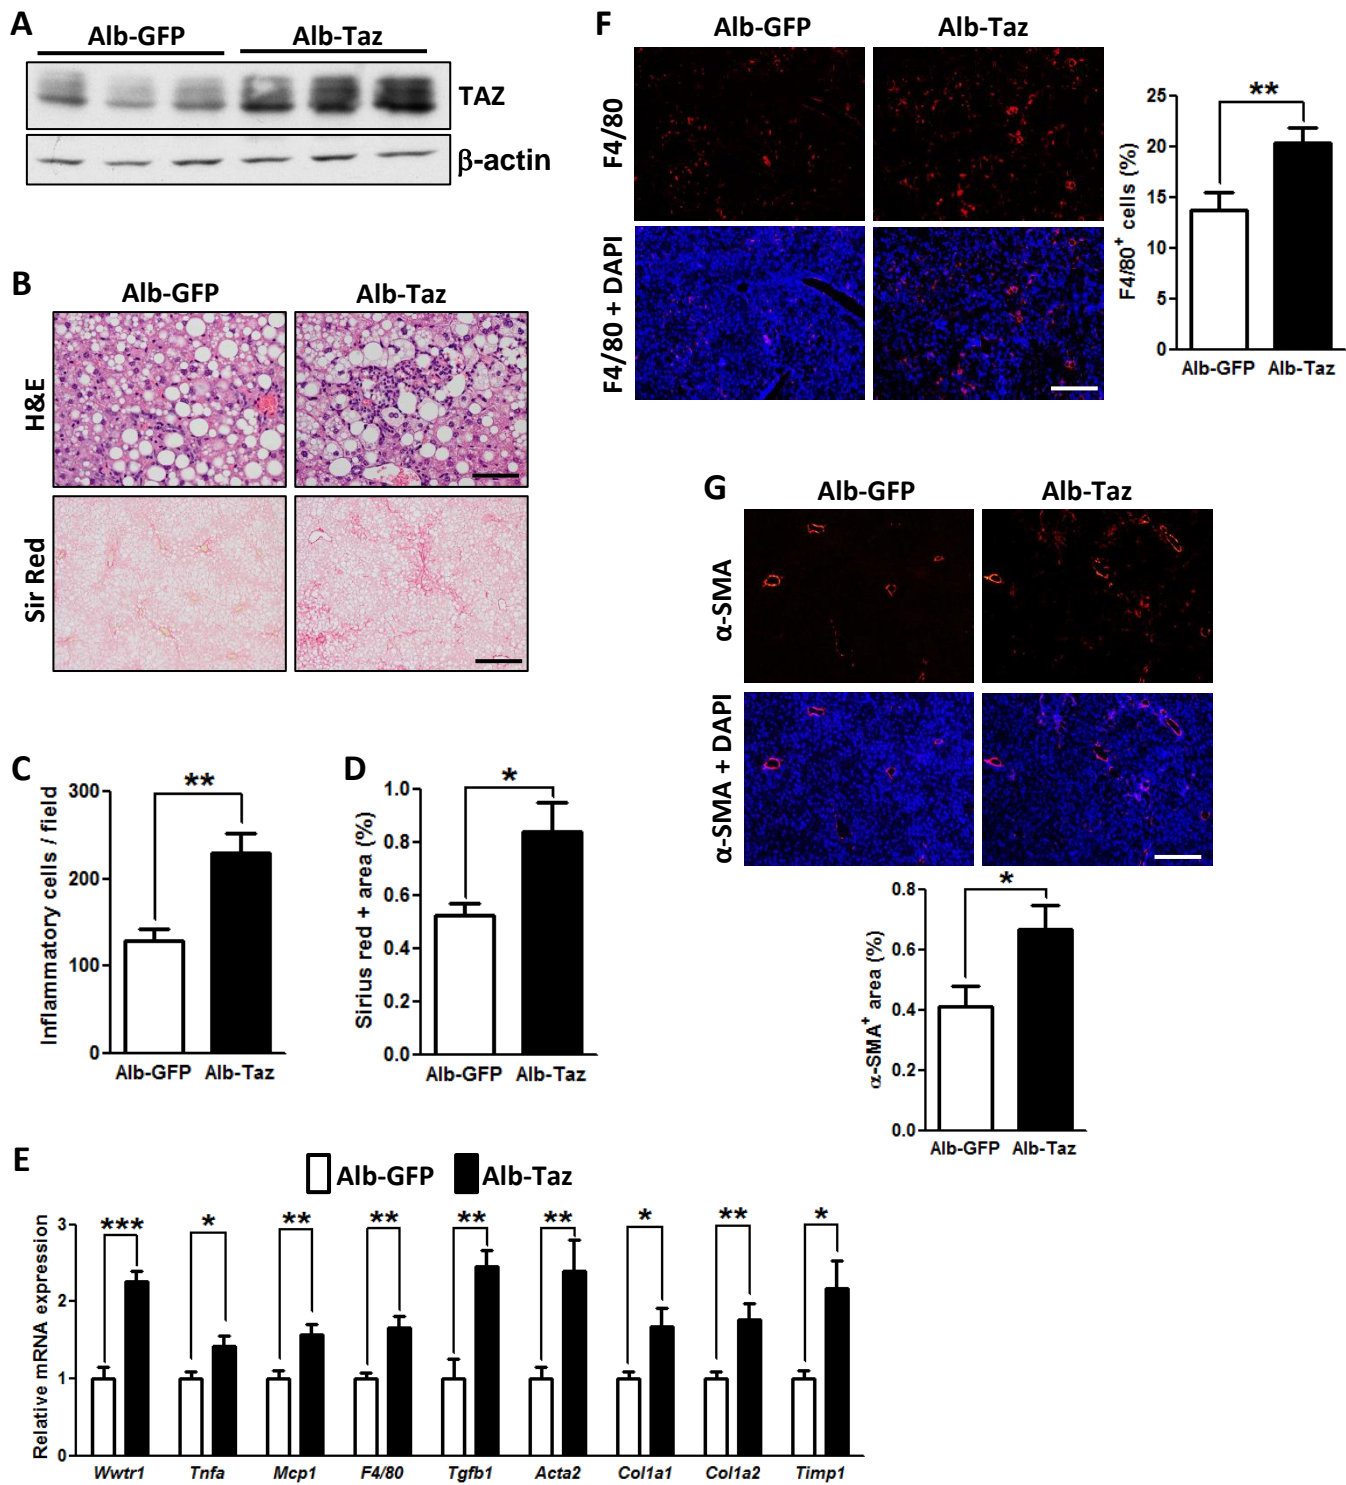 A
Alb-GFP Alb-Taz
TAZ
β-actin
B
Alb-GFP Alb-Taz
H&E
Sir Red
C
**
Inflammatory cells / field
300
200
100
0
Alb-GFP Alb-Taz
D
*
Sirius red + area (%)
1.0
0.8
0.6
0.4
0.2
0.0
Alb-GFP Alb-Taz
E
Alb-GFP Alb-Taz
Relative mRNA expression
3
2
1
0
*** * ** ** ** ** * ** *
Wwtr1 Tnfa Mcp1 F4/80 Tgfb1 Acta2 Col1a1 Col1a2 Timp1
F
Alb-GFP Alb-Taz
F4/80
F4/80 + DAPI
**
F4/80+ cells (%)
25
20
15
10
5
0
Alb-GFP Alb-Taz
G
Alb-GFP Alb-Taz
α-SMA
α-SMA + DAPI
*
α-SMA+ area (%)
0.8
0.6
0.4
0.2
0.0
Alb-GFP Alb-Taz